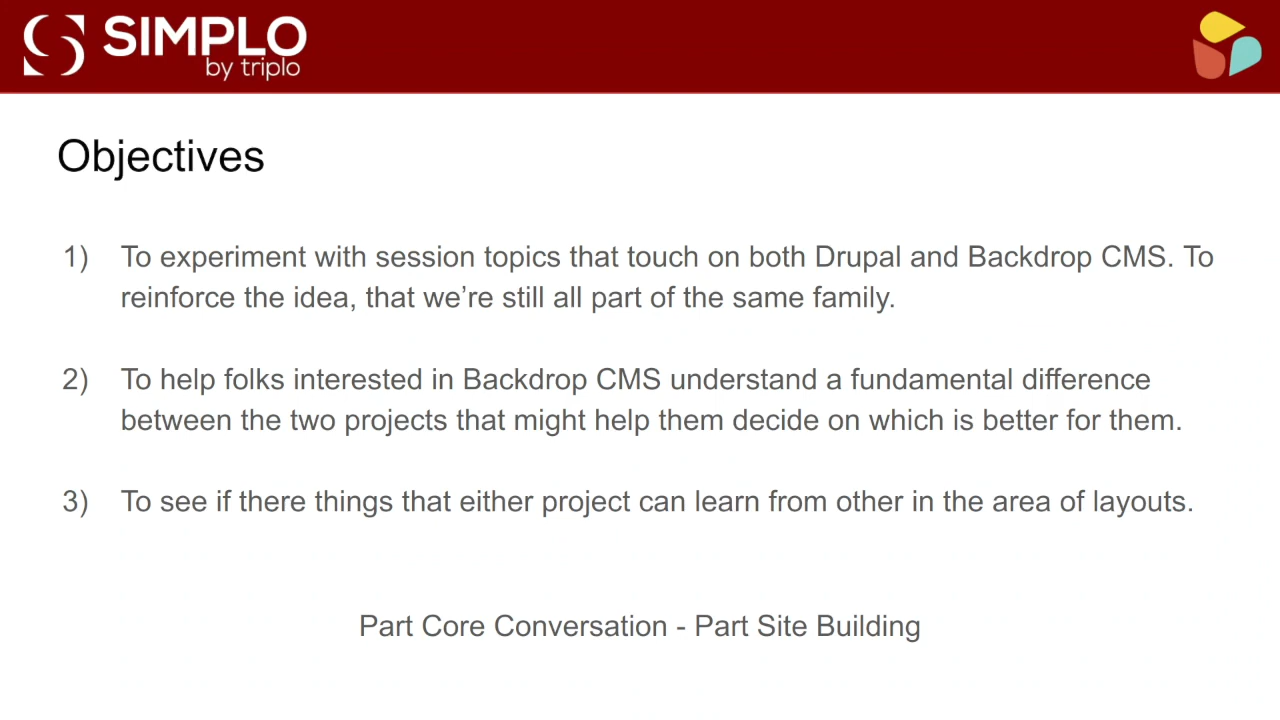 SIMPLO
by triplo
Objectives
1) To experiment with session topics that touch on both Drupal and Backdrop CMS. To
reinforce the idea, that we're still all part of the same family.
2) To help folks interested in Backdrop CMS understand a fundamental difference
between the two projects that might help them decide on which is better for them.
3) To see if there things that either project can learn from other in the area of layouts.
Part Core Conversation - Part Site Building